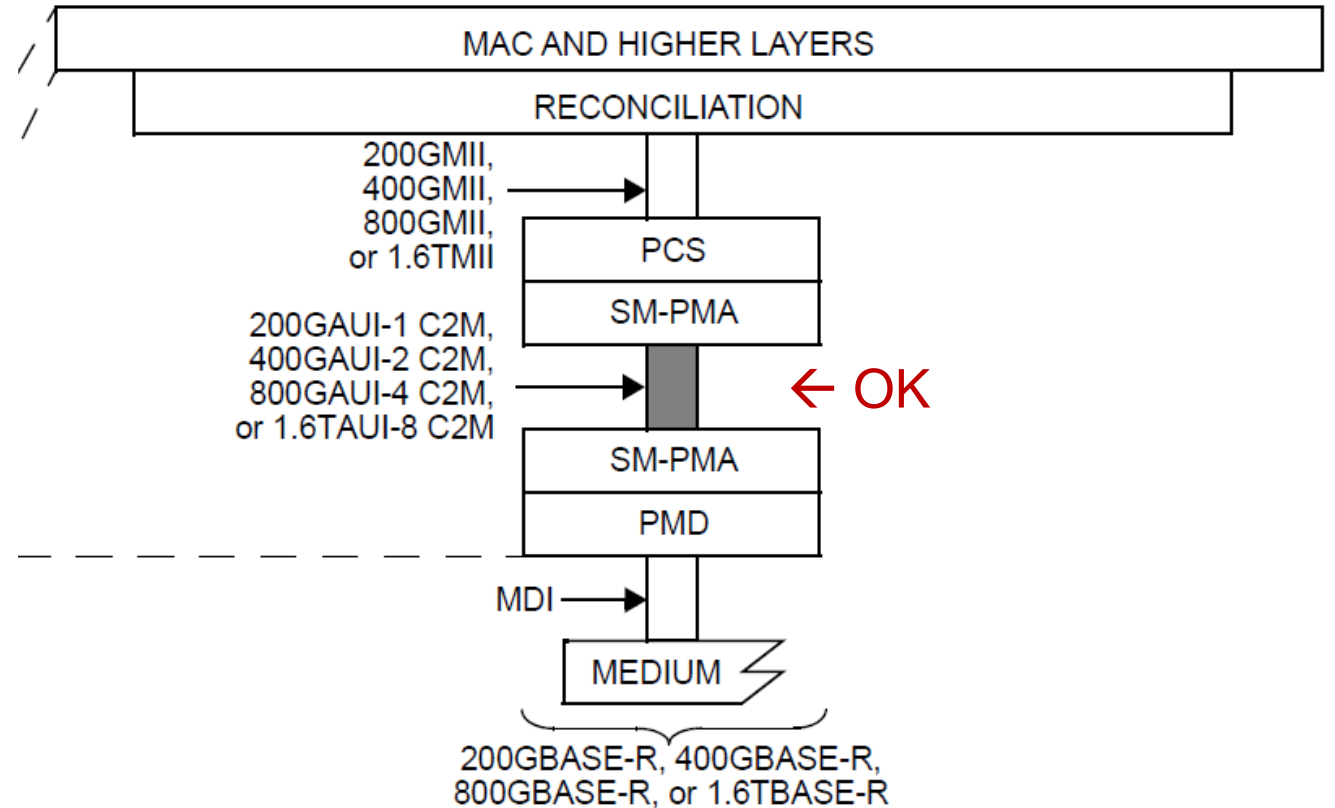 MAC AND HIGHER LAYERS
RECONCILIATION
200GMII,
400GMII,
800GMII,
or 1.6TMII
PCS
SM-PMA
200GAUI-1 C2M,
400GAUI-2 C2M,
800GAUI-4 C2M,
or 1.6TAUI-8 C2M
← OK
SM-PMA
PMD
MDI
MEDIUM
200GBASE-R, 400GBASE-R,
800GBASE-R, or 1.6TBASE-R